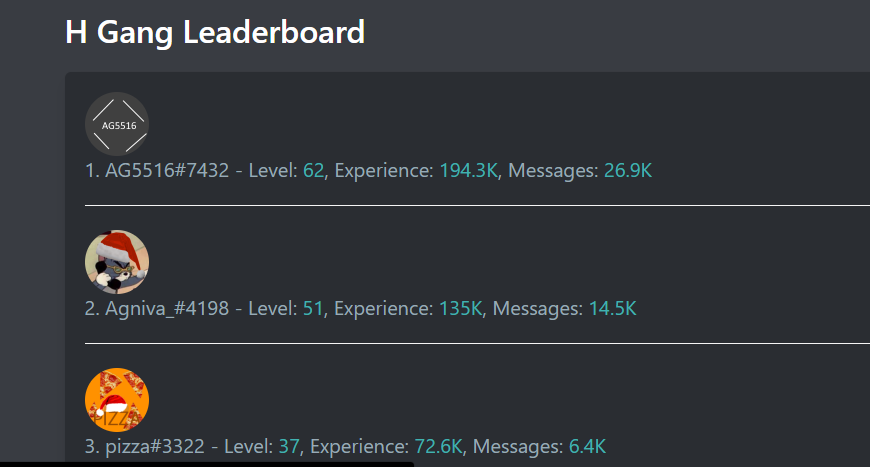 H Gang Leaderboard
AG5516
1. AG5516#7432 - Level: 62, Experience: 194.3K, Messages: 26.9K
2. Agniva_#4198 - Level: 51, Experience: 135K, Messages: 14.5K
PIZZ
3. pizza#3322 - Level: 37, Experience: 72.6K, Messages: 6.4K